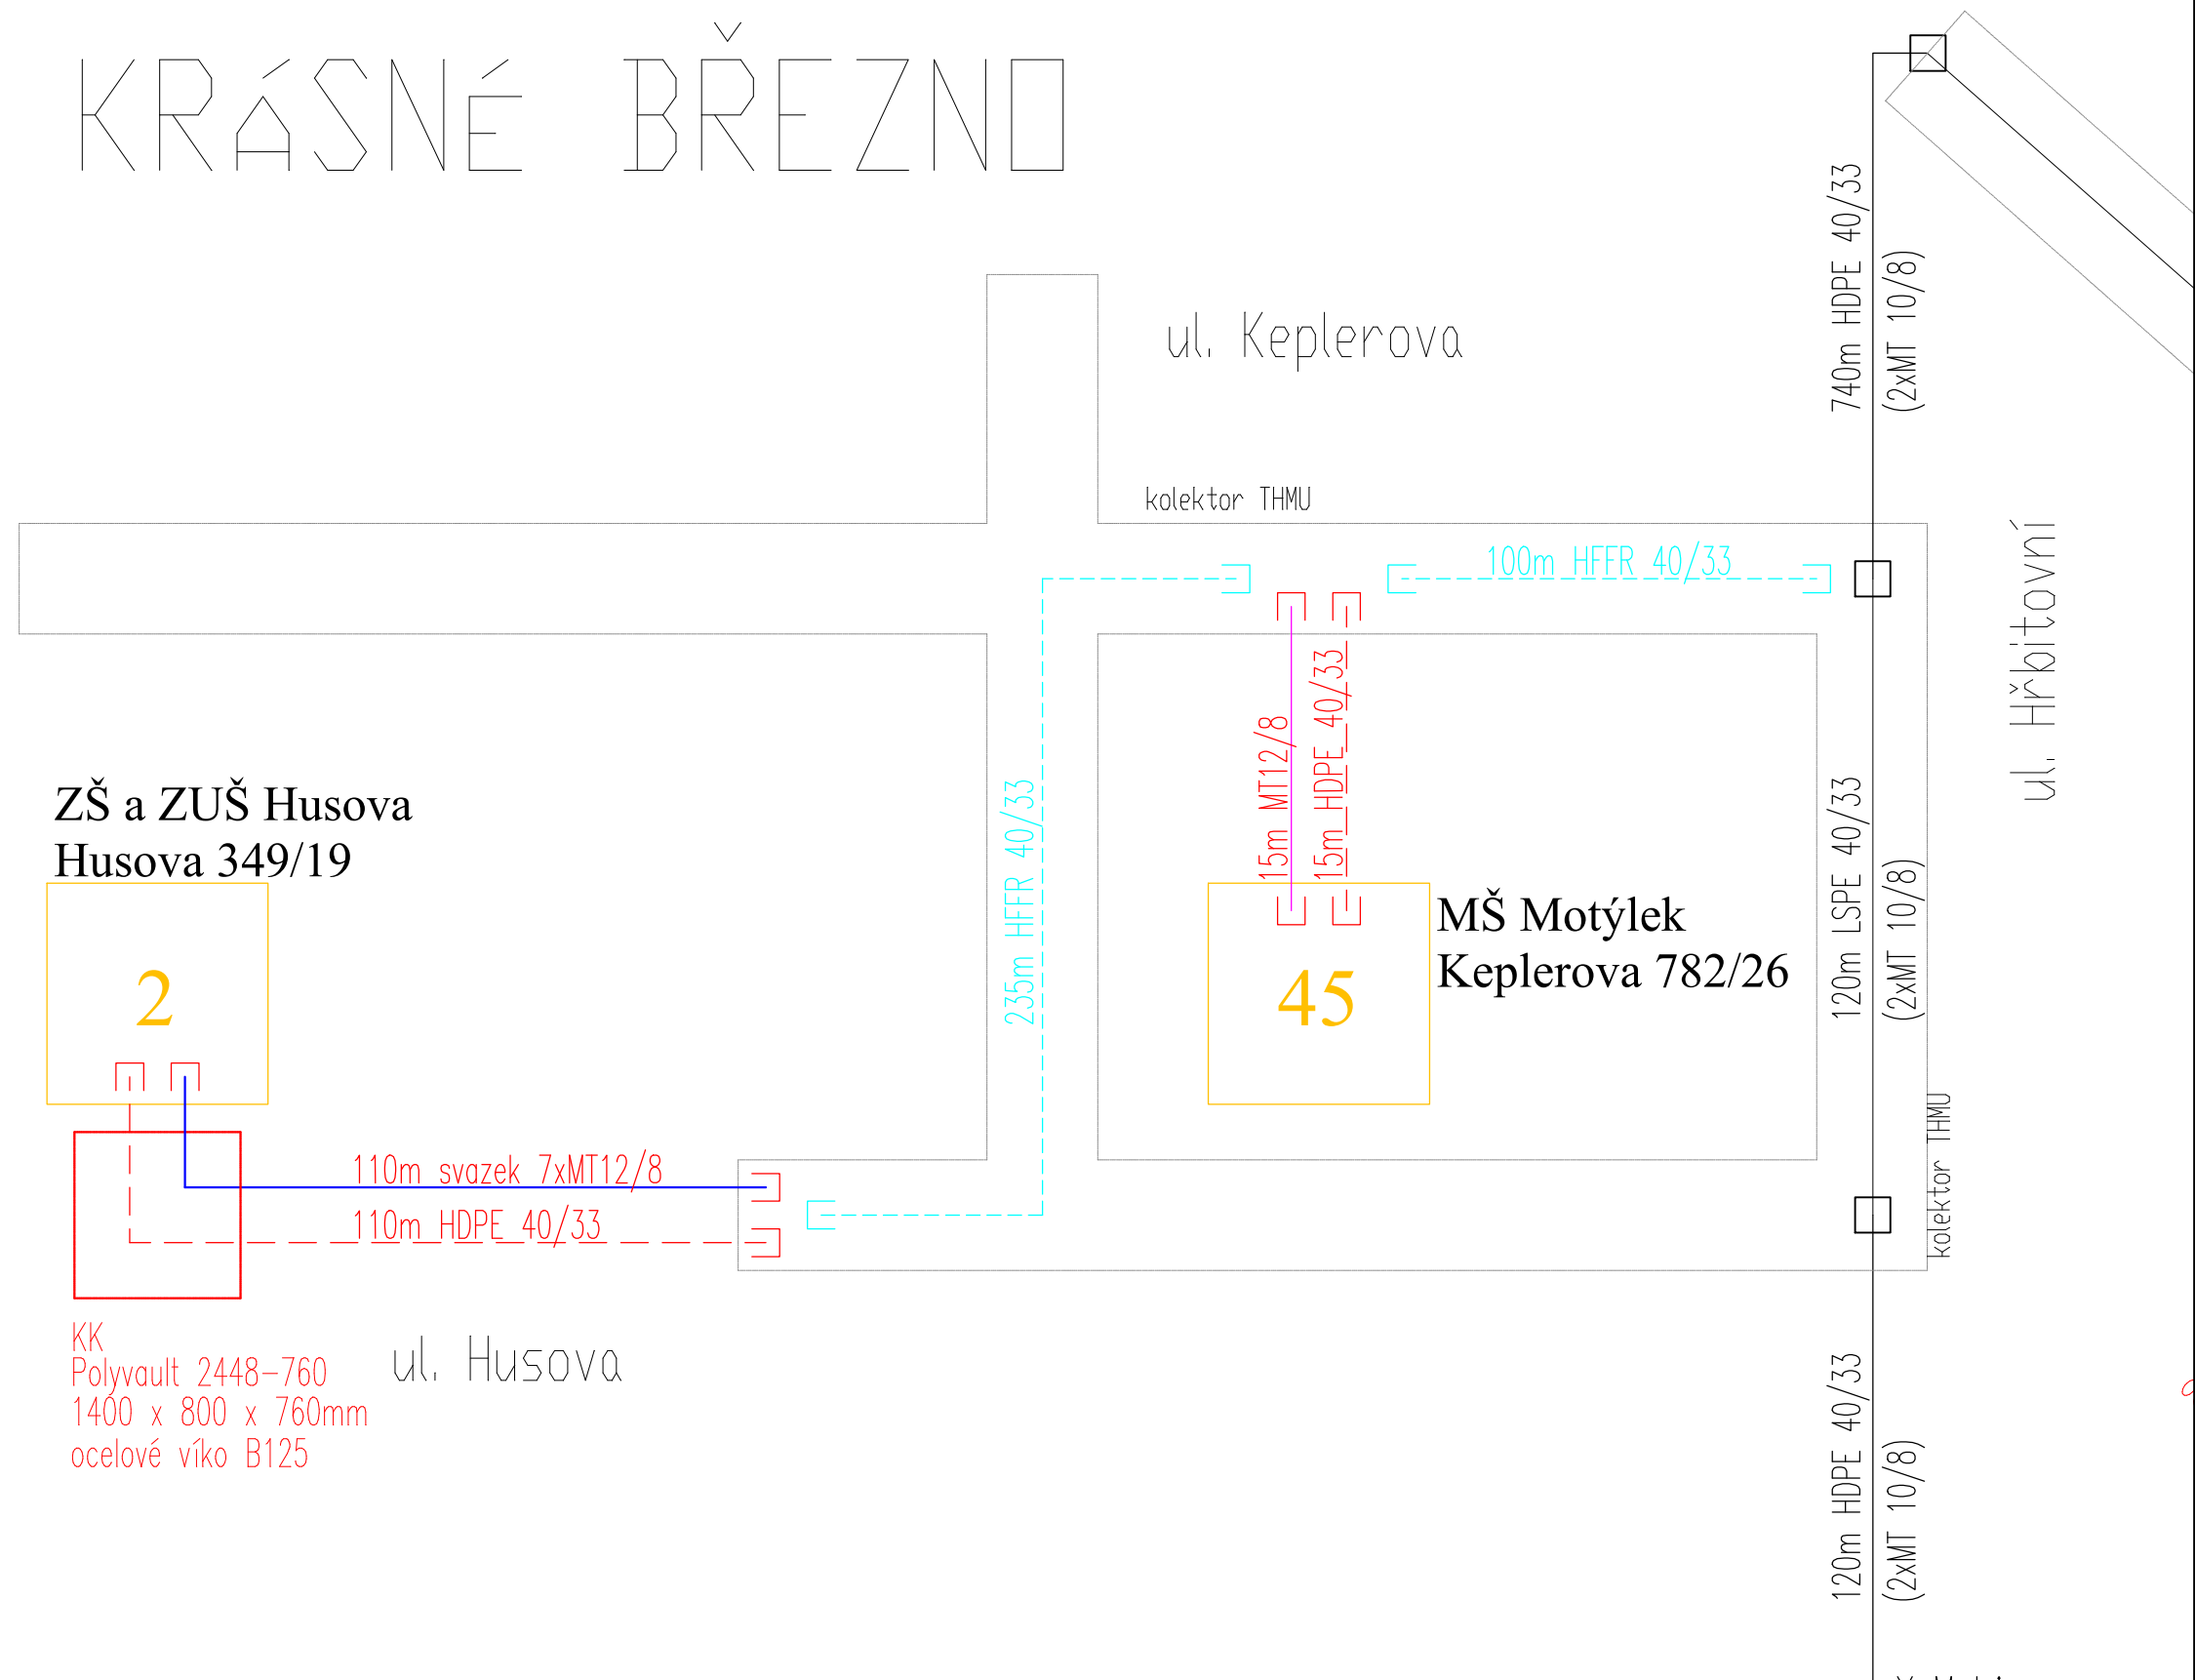 KRÁSNÉ BŘEZNO
740m HDPE 40/33
(2xMT 10/8)
ul. Keplerova
kolektor THMU
100m HFFR 40/33
ul. Hřbitovní
15m MT12/8
15m HDPE 40/33
235m HFFR 40/33
120m LSPE 40/33
(2xMT 10/8)
ZŠ a ZUŠ Husova
Husova 349/19
2
MŠ Motýlek
Keplerova 782/26
45
kolektor THMU
110m svazek 7xMT12/8
110m HDPE 40/33
KK
Polyvault 2448-760
1400 x 800 x 760mm
ocelové víko B125
ul. Husova
120m HDPE 40/33
(2xMT 10/8)